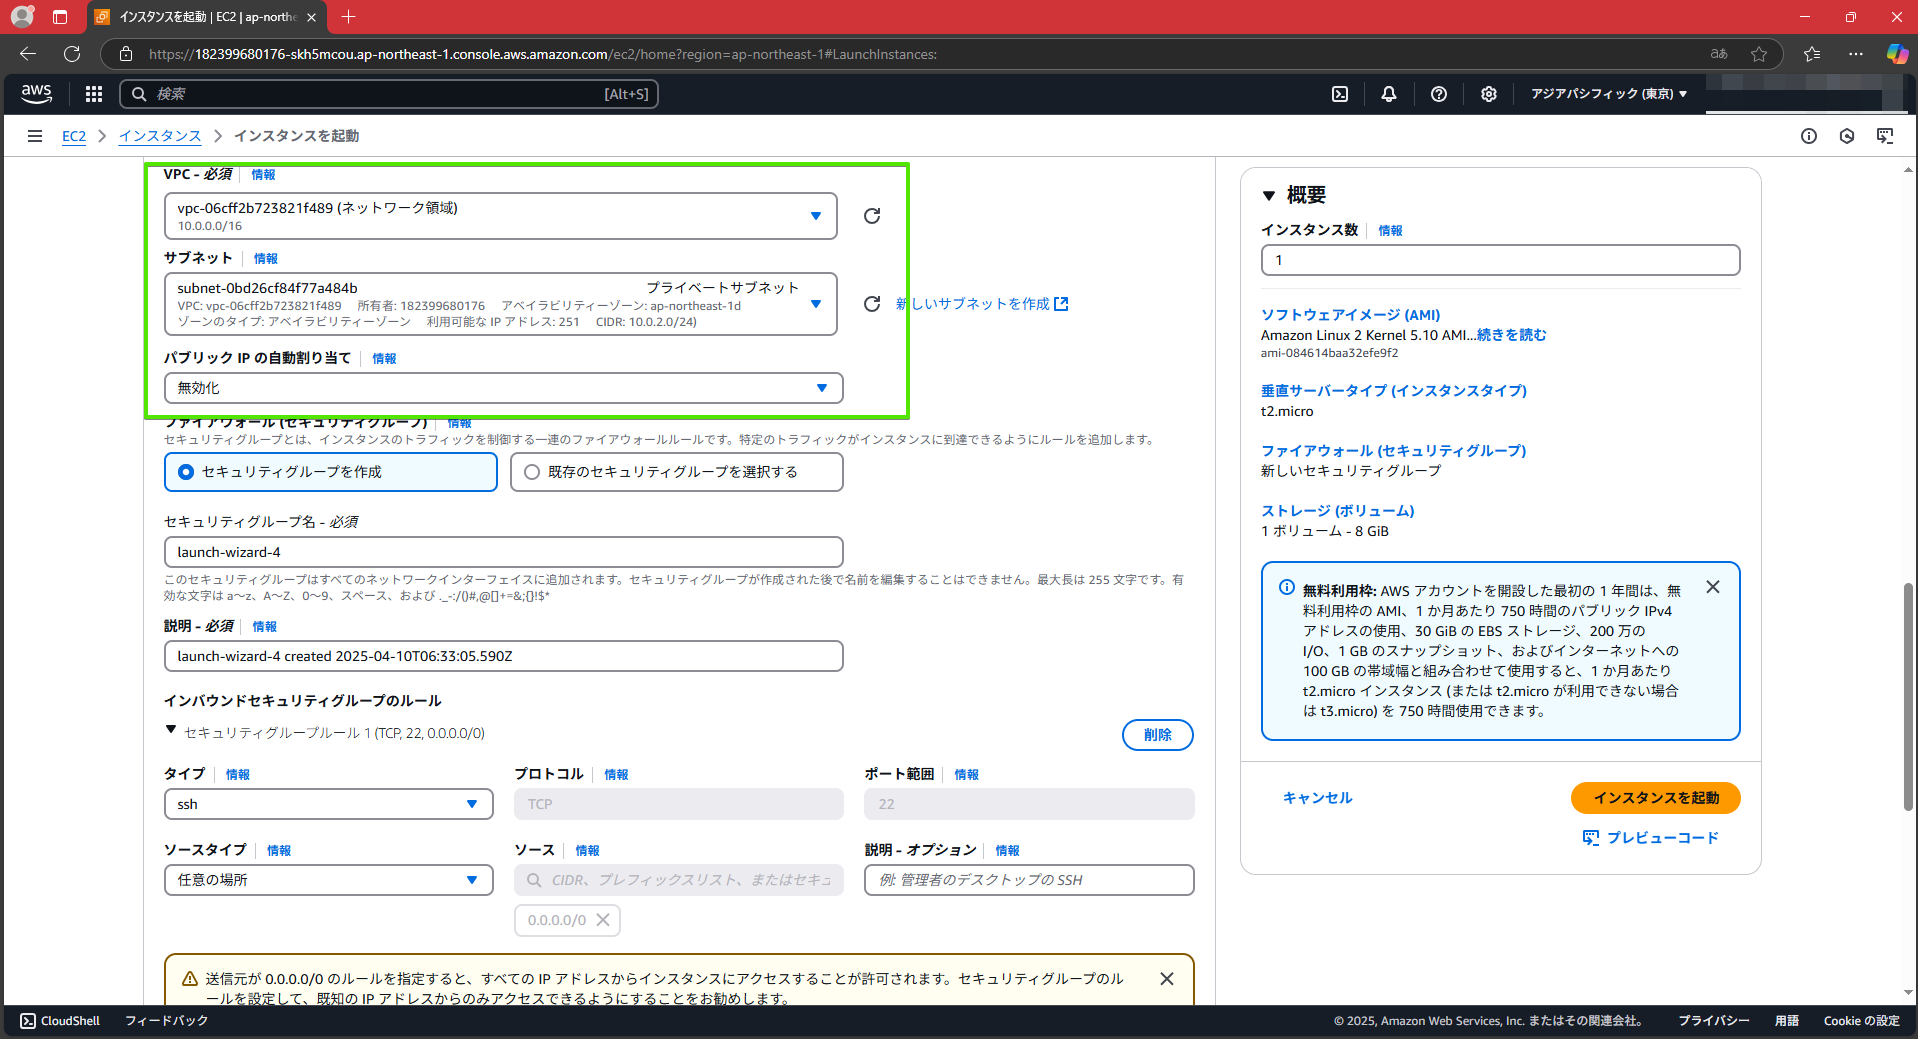 インスタンスを起動 | EC2 | ap-northe
https://182399680176-skh5mcou.ap-northeast-1.console.aws.amazon.com/ec2/home?region=ap-northeast-1#LaunchInstances:
aあ
aws
検索 [Alt+S]
アジアパシフィック (東京)
EC2 > インスタンス > インスタンスを起動
VPC - 必須 情報
vpc-06cff2b723821f489 (ネットワーク領域)
10.0.0.0/16
サブネット 情報
subnet-0bd26cf84f77a484b プライベートサブネット
VPC: vpc-06cff2b723821f489 所有者: 182399680176 アベイラビリティーゾーン: ap-northeast-1d
ゾーンのタイプ: アベイラビリティーゾーン 利用可能な IP アドレス: 251 CIDR: 10.0.2.0/24)
新しいサブネットを作成
パブリック IP の自動割り当て 情報
無効化
ファイアウォール (セキュリティグループ) 情報
セキュリティグループとは、インスタンスのトラフィックを制御する一連のファイアウォールルールです。特定のトラフィックがインスタンスに到達できるようにルールを追加します。
セキュリティグループを作成
既存のセキュリティグループを選択する
セキュリティグループ名 - 必須
launch-wizard-4
このセキュリティグループはすべてのネットワークインターフェイスに追加されます。セキュリティグループが作成された後で名前を編集することはできません。最大長は 255 文字です。有
効な文字は a～z、A～Z、0～9、スペース、および ._-:/()#,@[]+=&;{}!$*
説明 - 必須 情報
launch-wizard-4 created 2025-04-10T06:33:05.590Z
インバウンドセキュリティグループのルール
セキュリティグループルール 1 (TCP, 22, 0.0.0.0/0)
削除
タイプ 情報
ssh
プロトコル 情報
TCP
ポート範囲 情報
22
ソースタイプ 情報
任意の場所
ソース 情報
CIDR、プレフィックスリスト、またはセキュ
0.0.0.0/0
説明 - オプション 情報
例: 管理者のデスクトップの SSH
送信元が 0.0.0.0/0 のルールを指定すると、すべての IP アドレスからインスタンスにアクセスすることが許可されます。セキュリティグループのル
ールを設定して、既知の IP アドレスからのみアクセスできるようにすることをお勧めします。
概要
インスタンス数 情報
1
ソフトウェアイメージ (AMI)
Amazon Linux 2 Kernel 5.10 AMI...続きを読む
ami-084614baa32efe9f2
垂直サーバータイプ (インスタンスタイプ)
t2.micro
ファイアウォール (セキュリティグループ)
新しいセキュリティグループ
ストレージ (ボリューム)
1 ボリューム - 8 GiB
無料利用枠: AWS アカウントを開設した最初の 1 年間は、無
料利用枠の AMI、1 か月あたり 750 時間のパブリック IPv4
アドレスの使用、30 GiB の EBS ストレージ、200 万の
I/O、1 GB のスナップショット、およびインターネットへの
100 GB の帯域幅と組み合わせて使用すると、1 か月あたり
t2.micro インスタンス (または t2.micro が利用できない場合
は t3.micro) を 750 時間使用できます。
キャンセル
インスタンスを起動
プレビューコード
CloudShell フィードバック
© 2025, Amazon Web Services, Inc. またはその関連会社。 プライバシー 用語 Cookie の設定